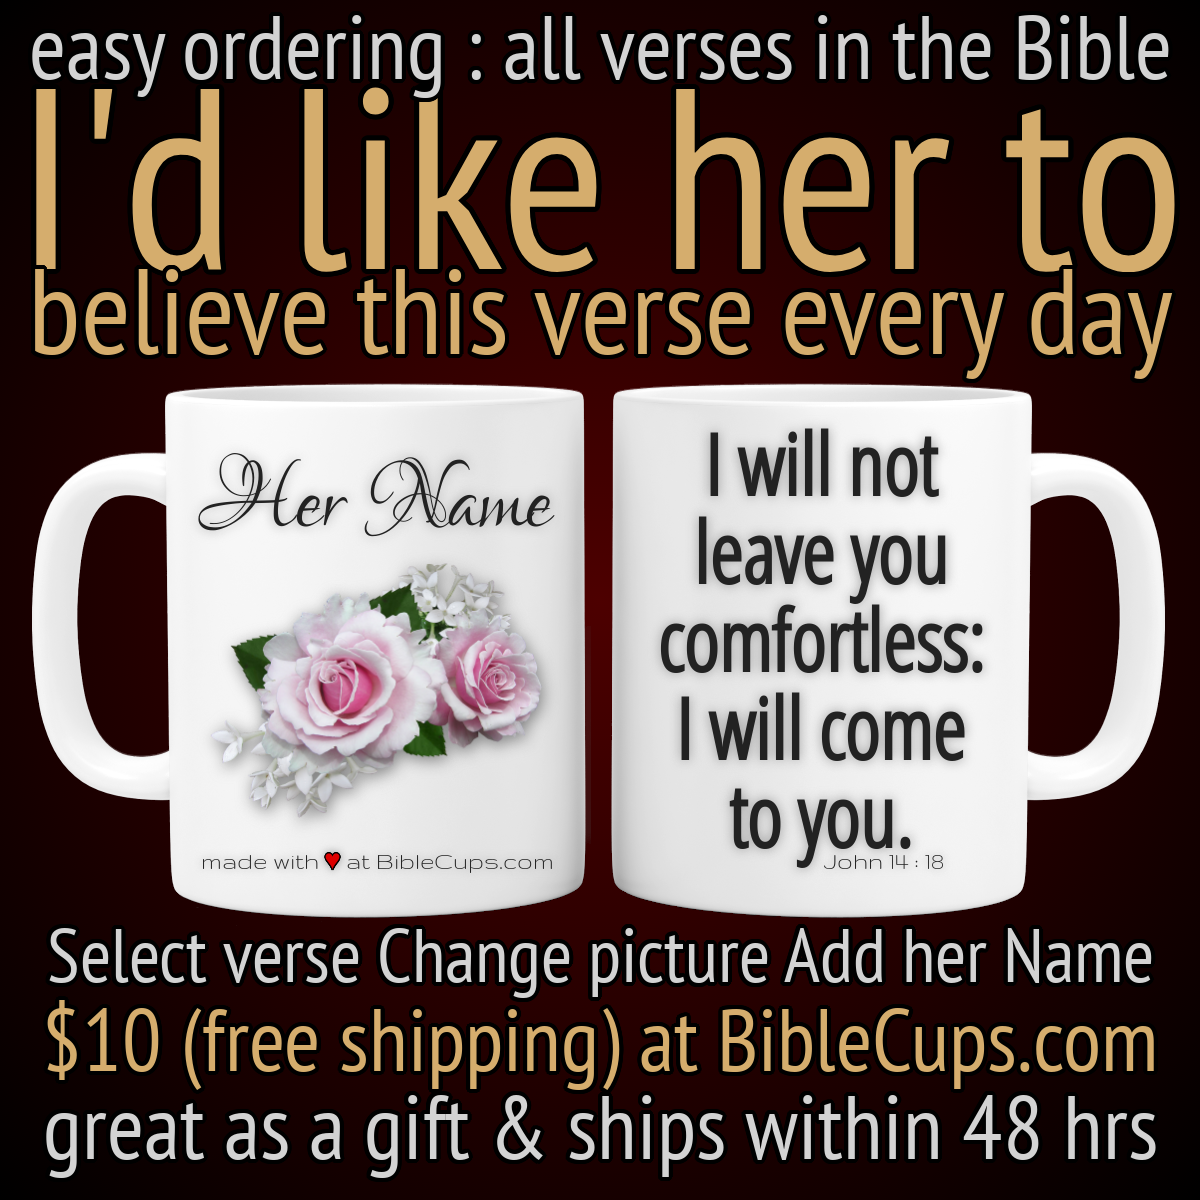 easy ordering : all verses in the Bible
I'd like her to
believe this verse every day
Her Name
made with ♥ at BibleCups.com
I will not
leave you
comfortless:
I will come
to you.
John 14 : 18
Select verse Change picture Add her Name
$10 (free shipping) at BibleCups.com
great as a gift & ships within 48 hrs